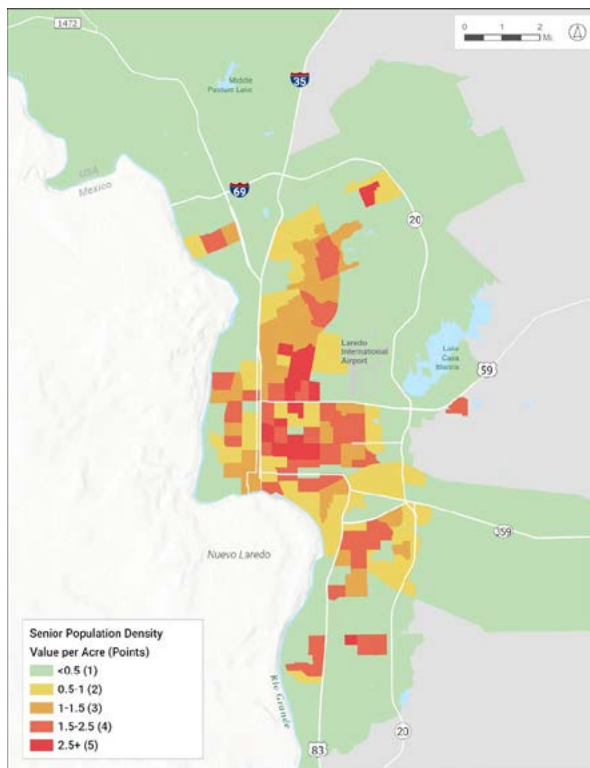 1472
0 1 2
Mi.
Middle
Pasture Lake
35
USA
Mexico
69
20
Laredo
International
Airport
Lake
Casa
Blanca
59
359
Nuevo Laredo
Rio Grande
Senior Population Density
Value per Acre (Points)
<0.5 (1)
0.5-1 (2)
1-1.5 (3)
1.5-2.5 (4)
2.5+ (5)
20
83